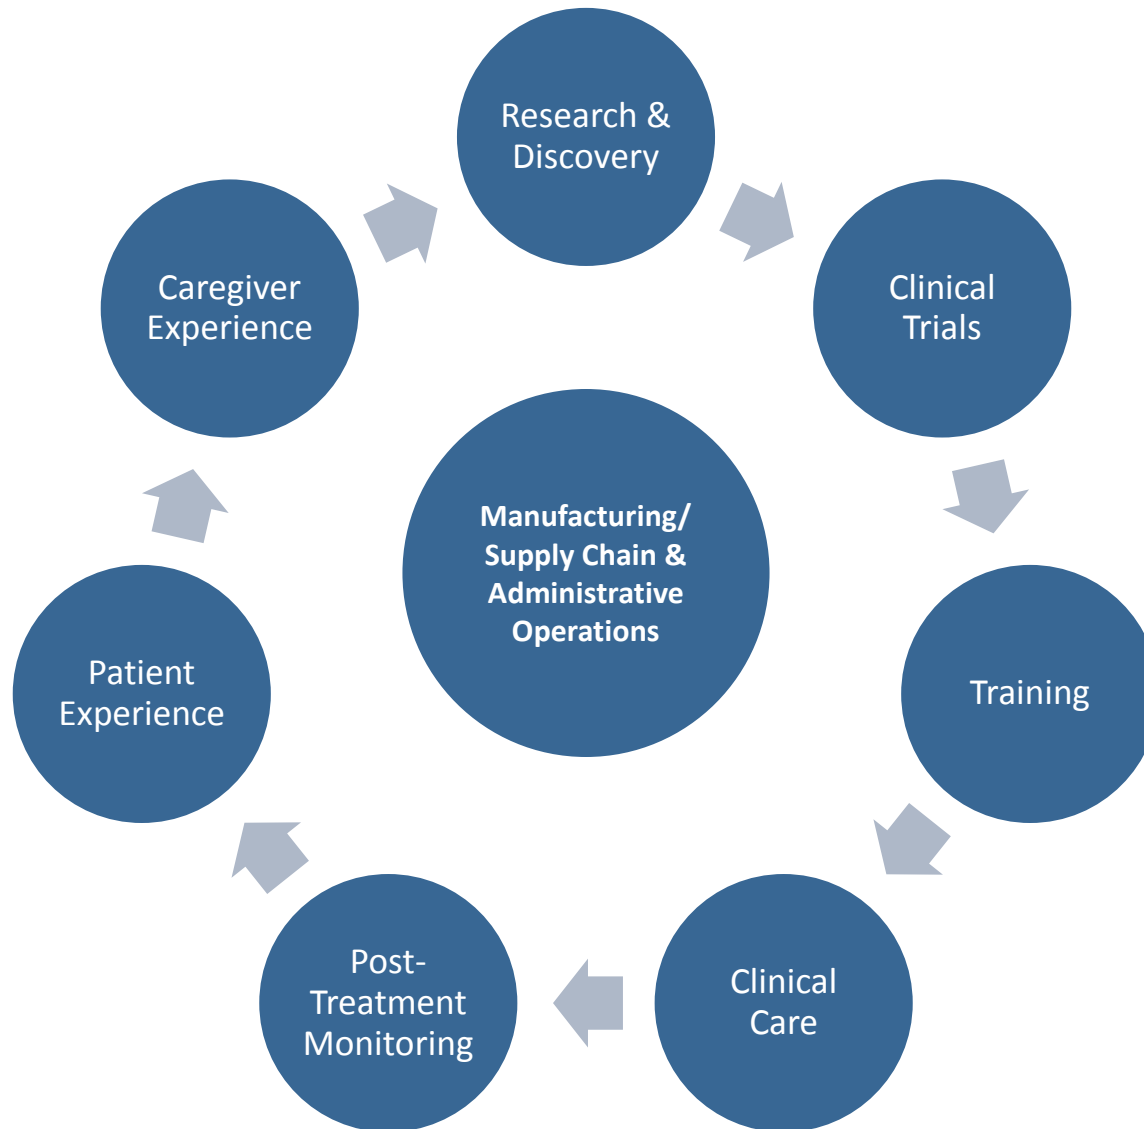 Research &
Discovery
Clinical
Trials
Training
Clinical
Care
Post-
Treatment
Monitoring
Patient
Experience
Caregiver
Experience
Manufacturing/
Supply Chain &
Administrative
Operations